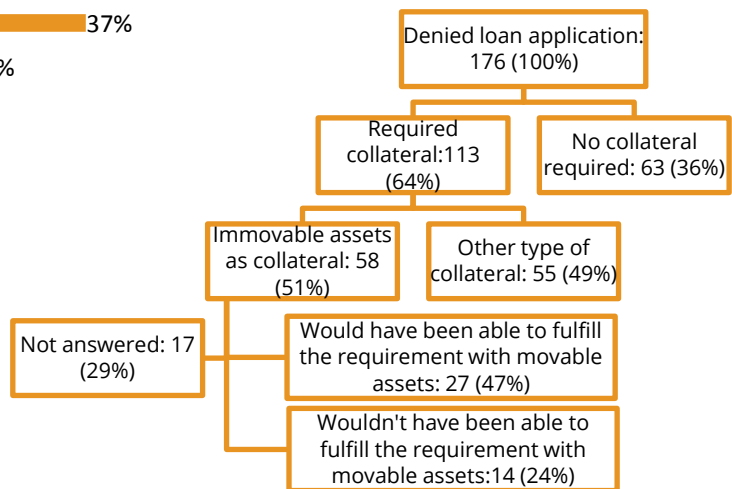 37%
%
Denied loan application:
176 (100%)
Required
collateral:113
(64%)
No collateral
required: 63 (36%)
Immovable assets
as collateral: 58
(51%)
Other type of
collateral: 55 (49%)
Not answered: 17
(29%)
Would have been able to fulfill
the requirement with movable
assets: 27 (47%)
Wouldn't have been able to
fulfill the requirement with
movable assets:14 (24%)